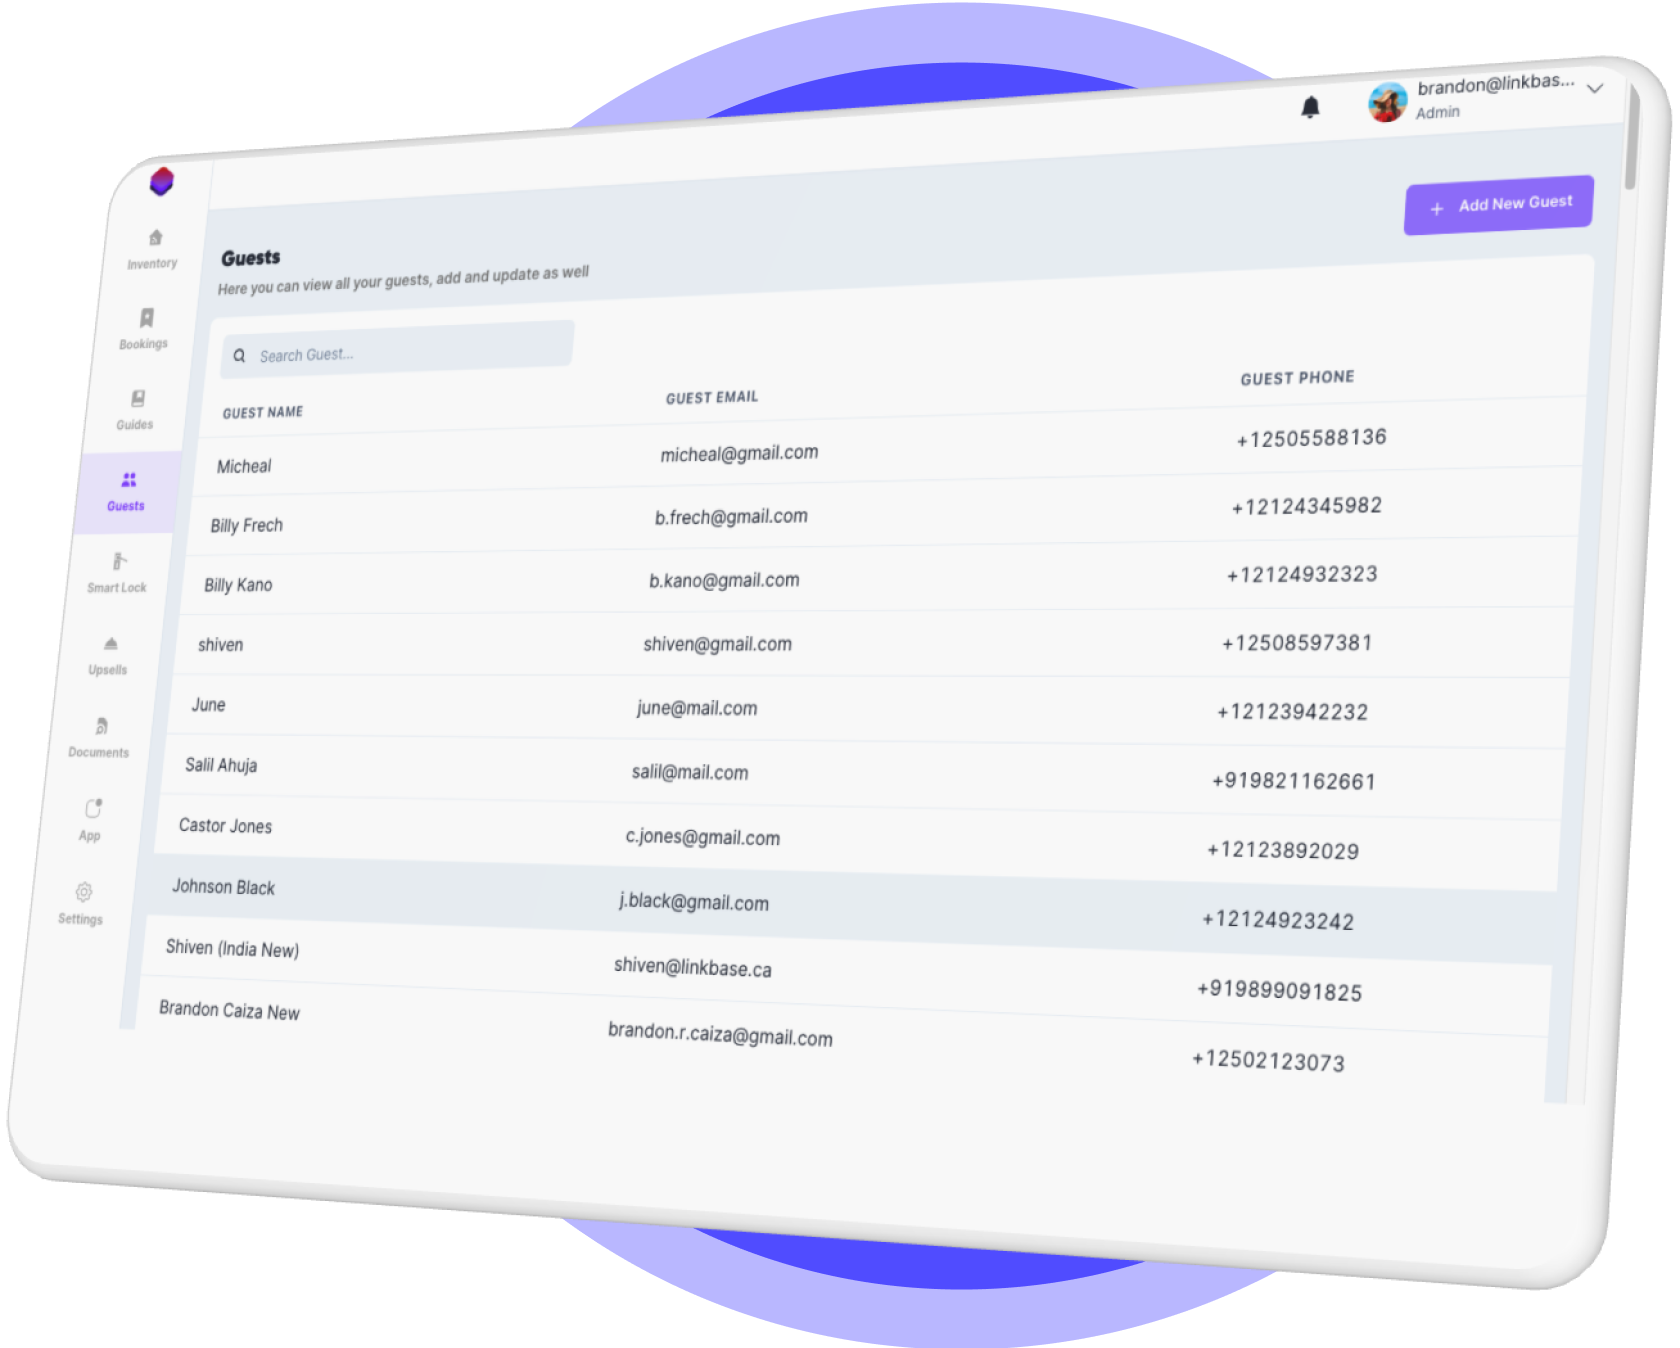 brandon@linkbas...
Admin
Inventory
Bookings
Guides
Guests
Smart Lock
Upsells
Documents
App
Settings
Guests
Here you can view all your guests, add and update as well
+ Add New Guest
Search Guest...
GUEST NAME GUEST EMAIL GUEST PHONE
Micheal micheal@gmail.com +12505588136
Billy Frech b.frech@gmail.com +12124345982
Billy Kano b.kano@gmail.com +12124932323
shiven shiven@gmail.com +12508597381
June june@mail.com +12123942232
Salil Ahuja salil@mail.com +919821162661
Castor Jones c.jones@gmail.com +12123892029
Johnson Black j.black@gmail.com +12124923242
Shiven (India New) shiven@linkbase.ca +919899091825
Brandon Caiza New brandon.r.caiza@gmail.com +12502123073